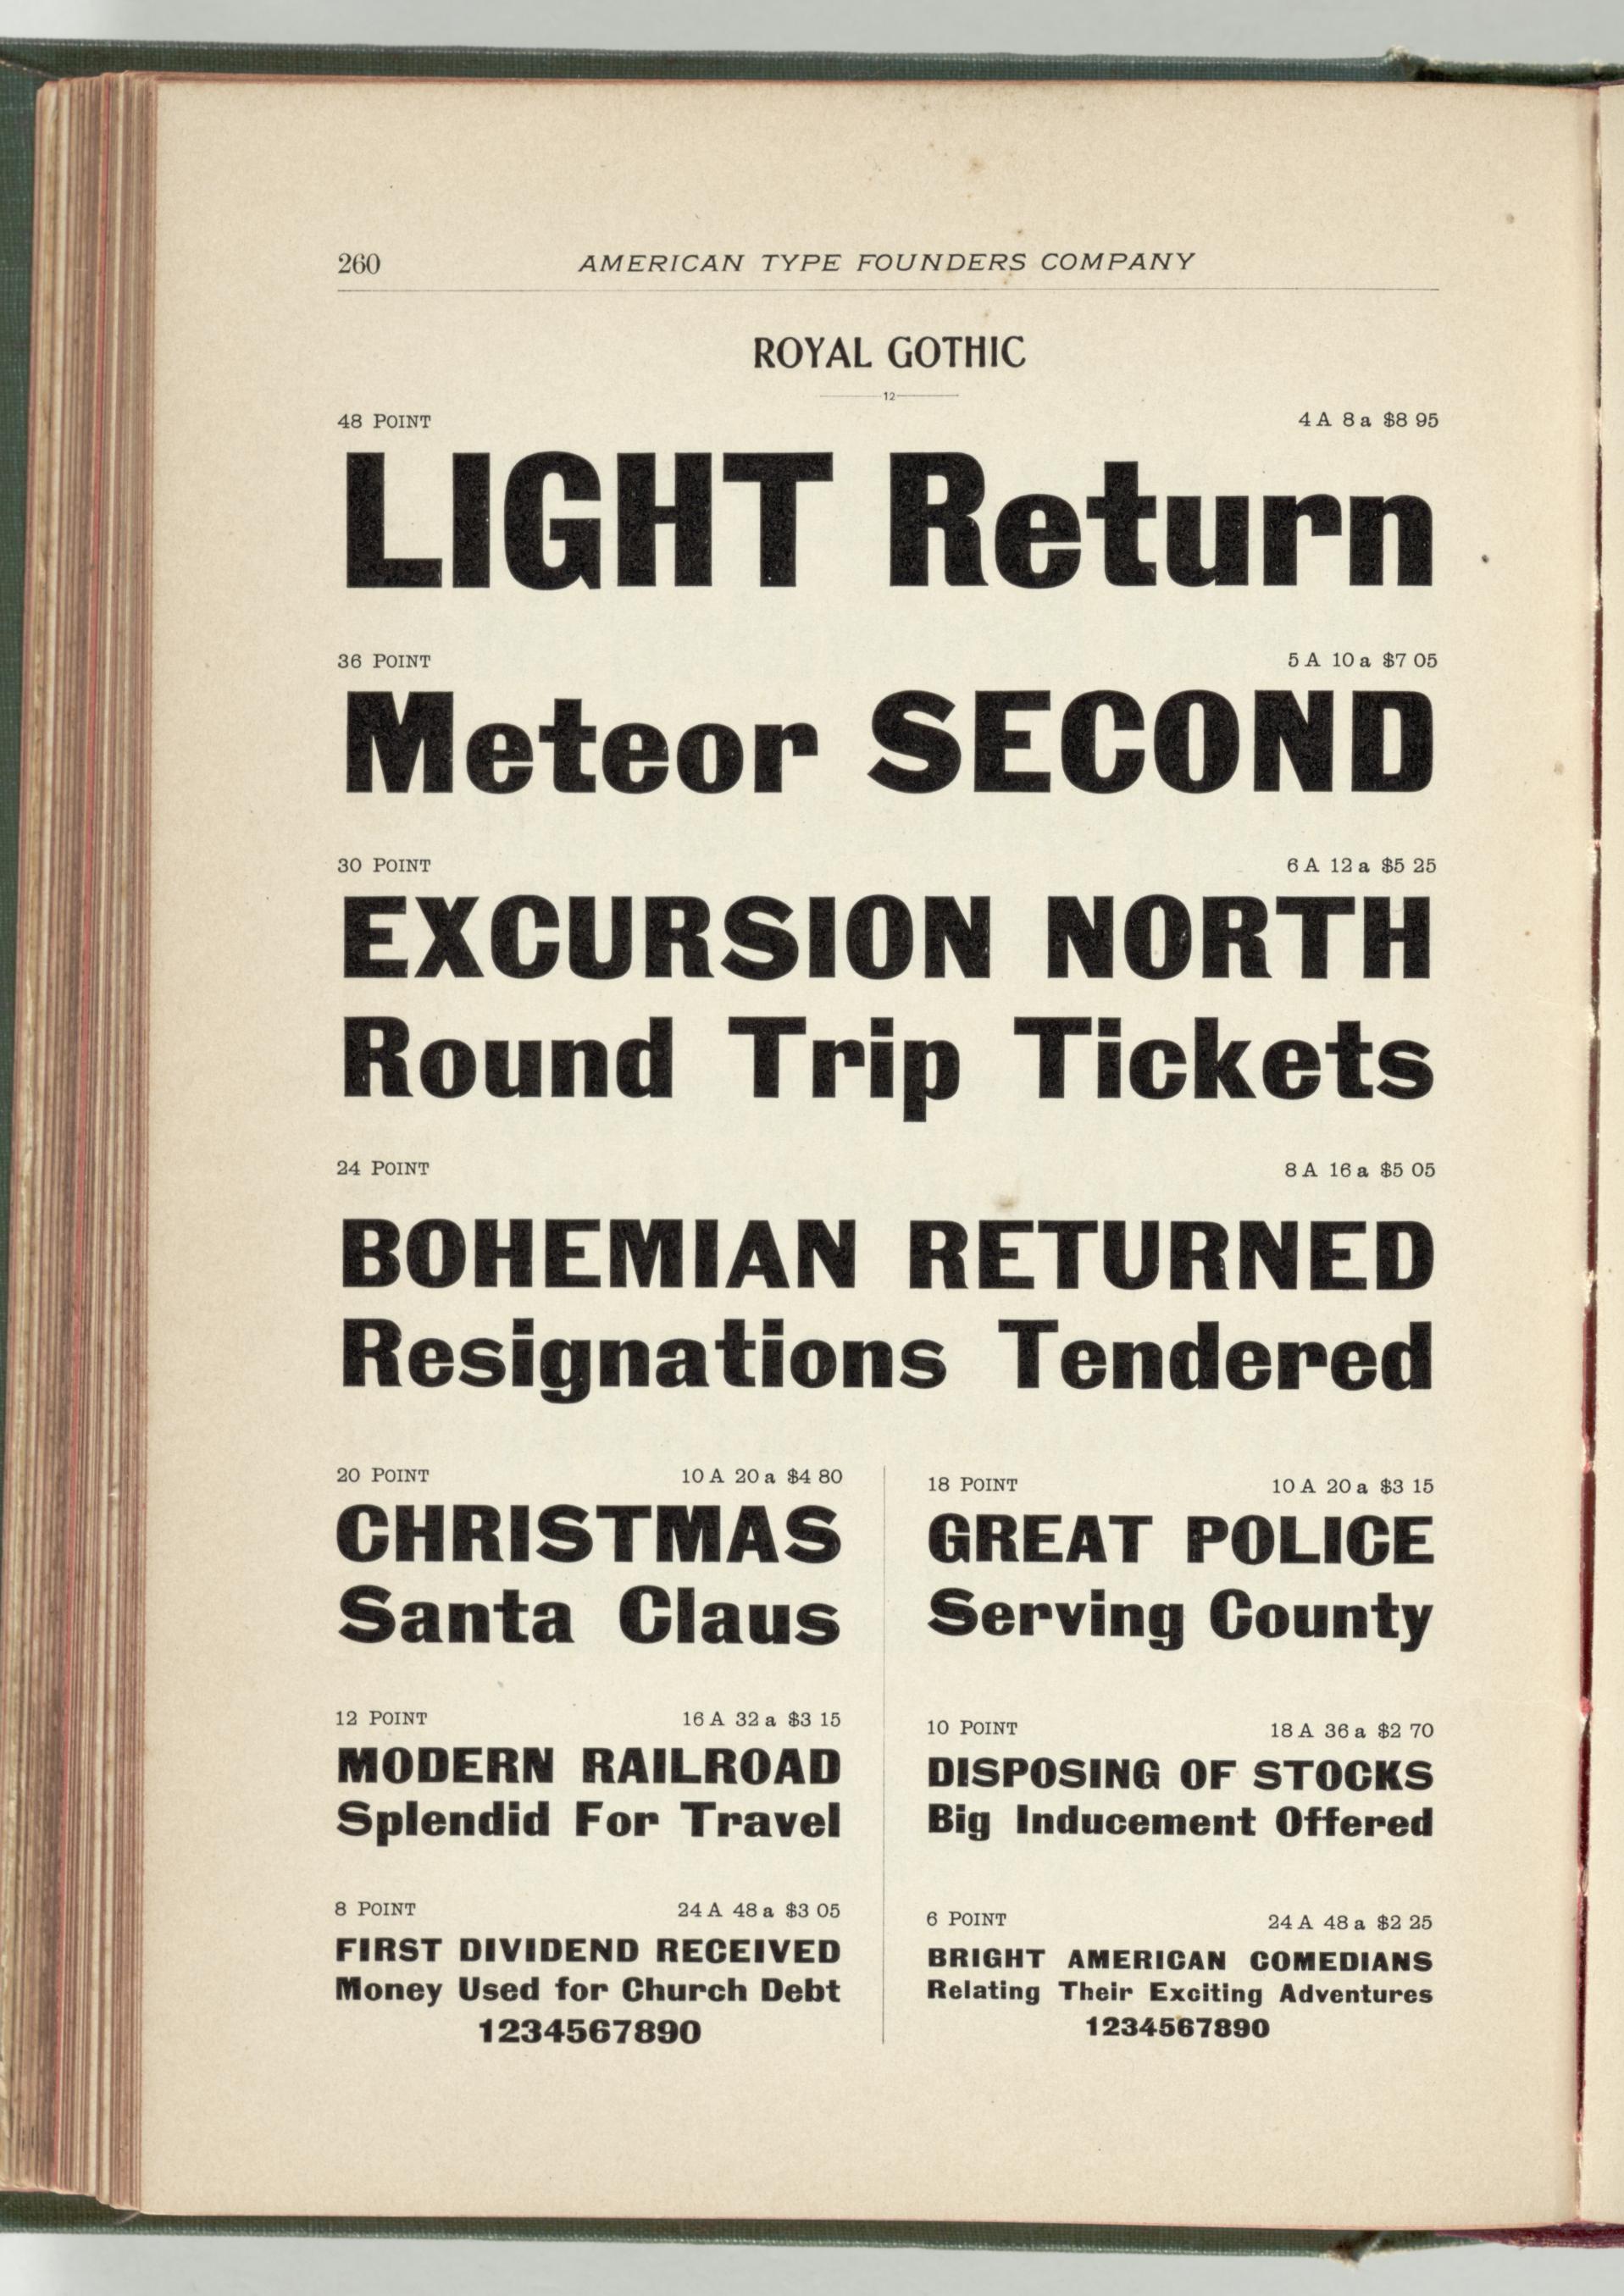 260 AMERICAN TYPE FOUNDERS COMPANY
ROYAL GOTHIC
12
48 POINT 4 A 8 a $8 95
LIGHT Return
36 POINT 5 A 10 a $7 05
Meteor SECOND
30 POINT 6 A 12 a $5 25
EXCURSION NORTH
Round Trip Tickets
24 POINT 8 A 16 a $5 05
BOHEMIAN RETURNED
Resignations Tendered
20 POINT 10 A 20 a $4 80
CHRISTMAS
Santa Claus
18 POINT 10 A 20 a $3 15
GREAT POLICE
Serving County
12 POINT 16 A 32 a $3 15
MODERN RAILROAD
Splendid For Travel
10 POINT 18 A 36 a $2 70
DISPOSING OF STOCKS
Big Inducement Offered
8 POINT 24 A 48 a $3 05
FIRST DIVIDEND RECEIVED
Money Used for Church Debt
1234567890
6 POINT 24 A 48 a $2 25
BRIGHT AMERICAN COMEDIANS
Relating Their Exciting Adventures
1234567890